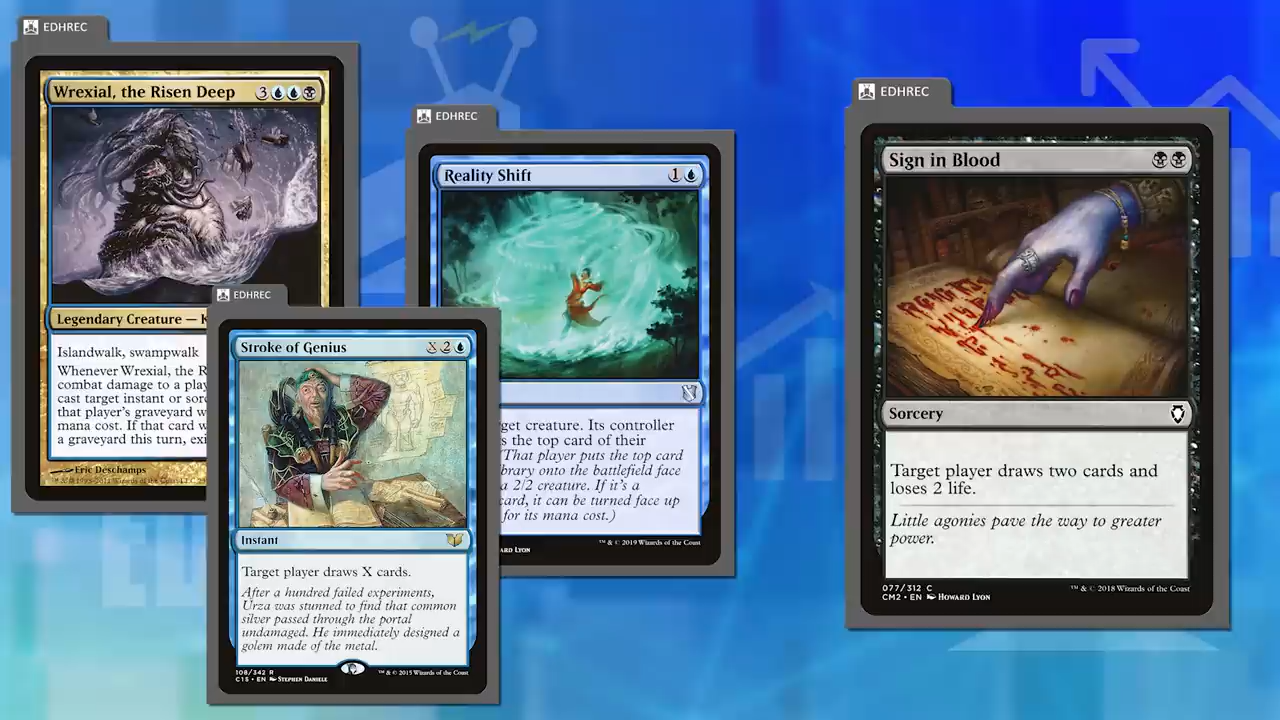 EDHREC
Wrexial, the Risen Deep 3
Legendary Creature — K
Islandwalk, swampwalk
Whenever Wrexial, the R
combat damage to a play
cast target instant or sor
that player's graveyard w
mana cost. If that card w
a graveyard this turn, exi
Eric Deschamps
EDHREC
Stroke of Genius X 2
Instant
Target player draws X cards.
After a hundred failed experiments,
Urza was stunned to find that common
silver passed through the portal
undamaged. He immediately designed a
golem made of the metal.
108/342 R
C15 • EN Stephen Daniele
™ & © 2015 Wizards of the Coast
EDHREC
Reality Shift 1
get creature. Its controller
s the top card of their
(That player puts the top card
brary onto the battlefield face
a 2/2 creature. If it's a
card, it can be turned face up
for its mana cost.)
ward Lyon
™ & © 2019 Wizards of the Coast
EDHREC
Sign in Blood
Sorcery
Target player draws two cards and
loses 2 life.
Little agonies pave the way to greater
power.
077/312 C
CM2 • EN Howard Lyon
™ & © 2018 Wizards of the Coast